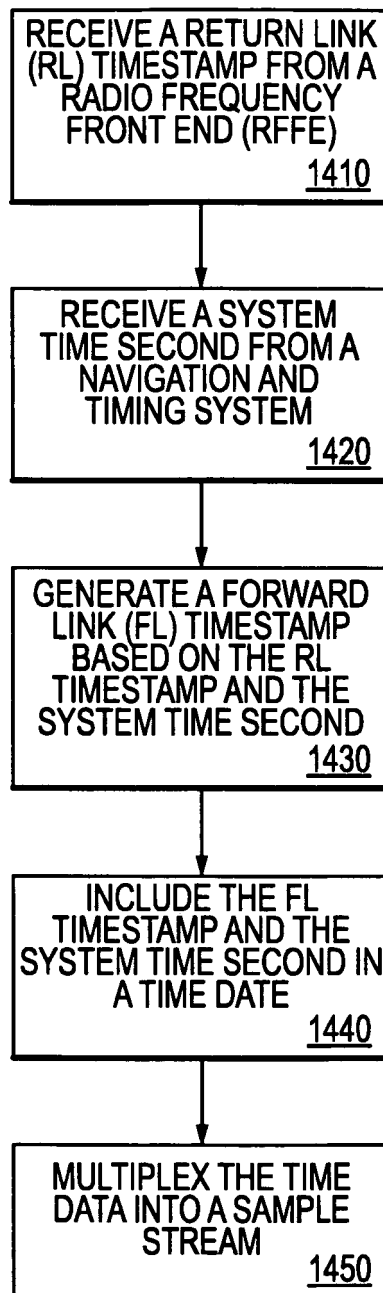 RECEIVE A RETURN LINK
(RL) TIMESTAMP FROM A
RADIO FREQUENCY
FRONT END (RFFE)
1410
RECEIVE A SYSTEM
TIME SECOND FROM A
NAVIGATION AND
TIMING SYSTEM
1420
GENERATE A FORWARD
LINK (FL) TIMESTAMP
BASED ON THE RL
TIMESTAMP AND THE
SYSTEM TIME SECOND
1430
INCLUDE THE FL
TIMESTAMP AND THE
SYSTEM TIME SECOND IN
A TIME DATE
1440
MULTIPLEX THE TIME
DATA INTO A SAMPLE
STREAM
1450